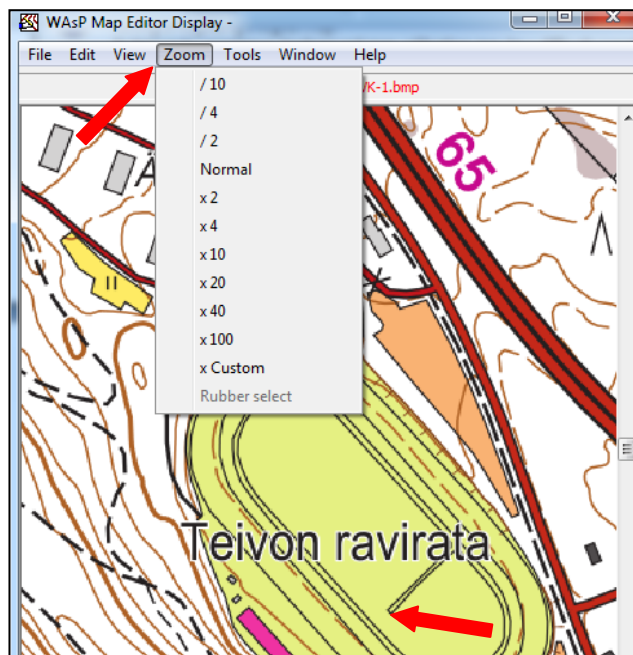 WAsP Map Editor Display -
File Edit View Zoom Tools Window Help
/K-1.bmp
/ 10
/ 4
/ 2
Normal
x 2
x 4
x 10
x 20
x 40
x 100
x Custom
Rubber select
65
II
Teivon ravirata